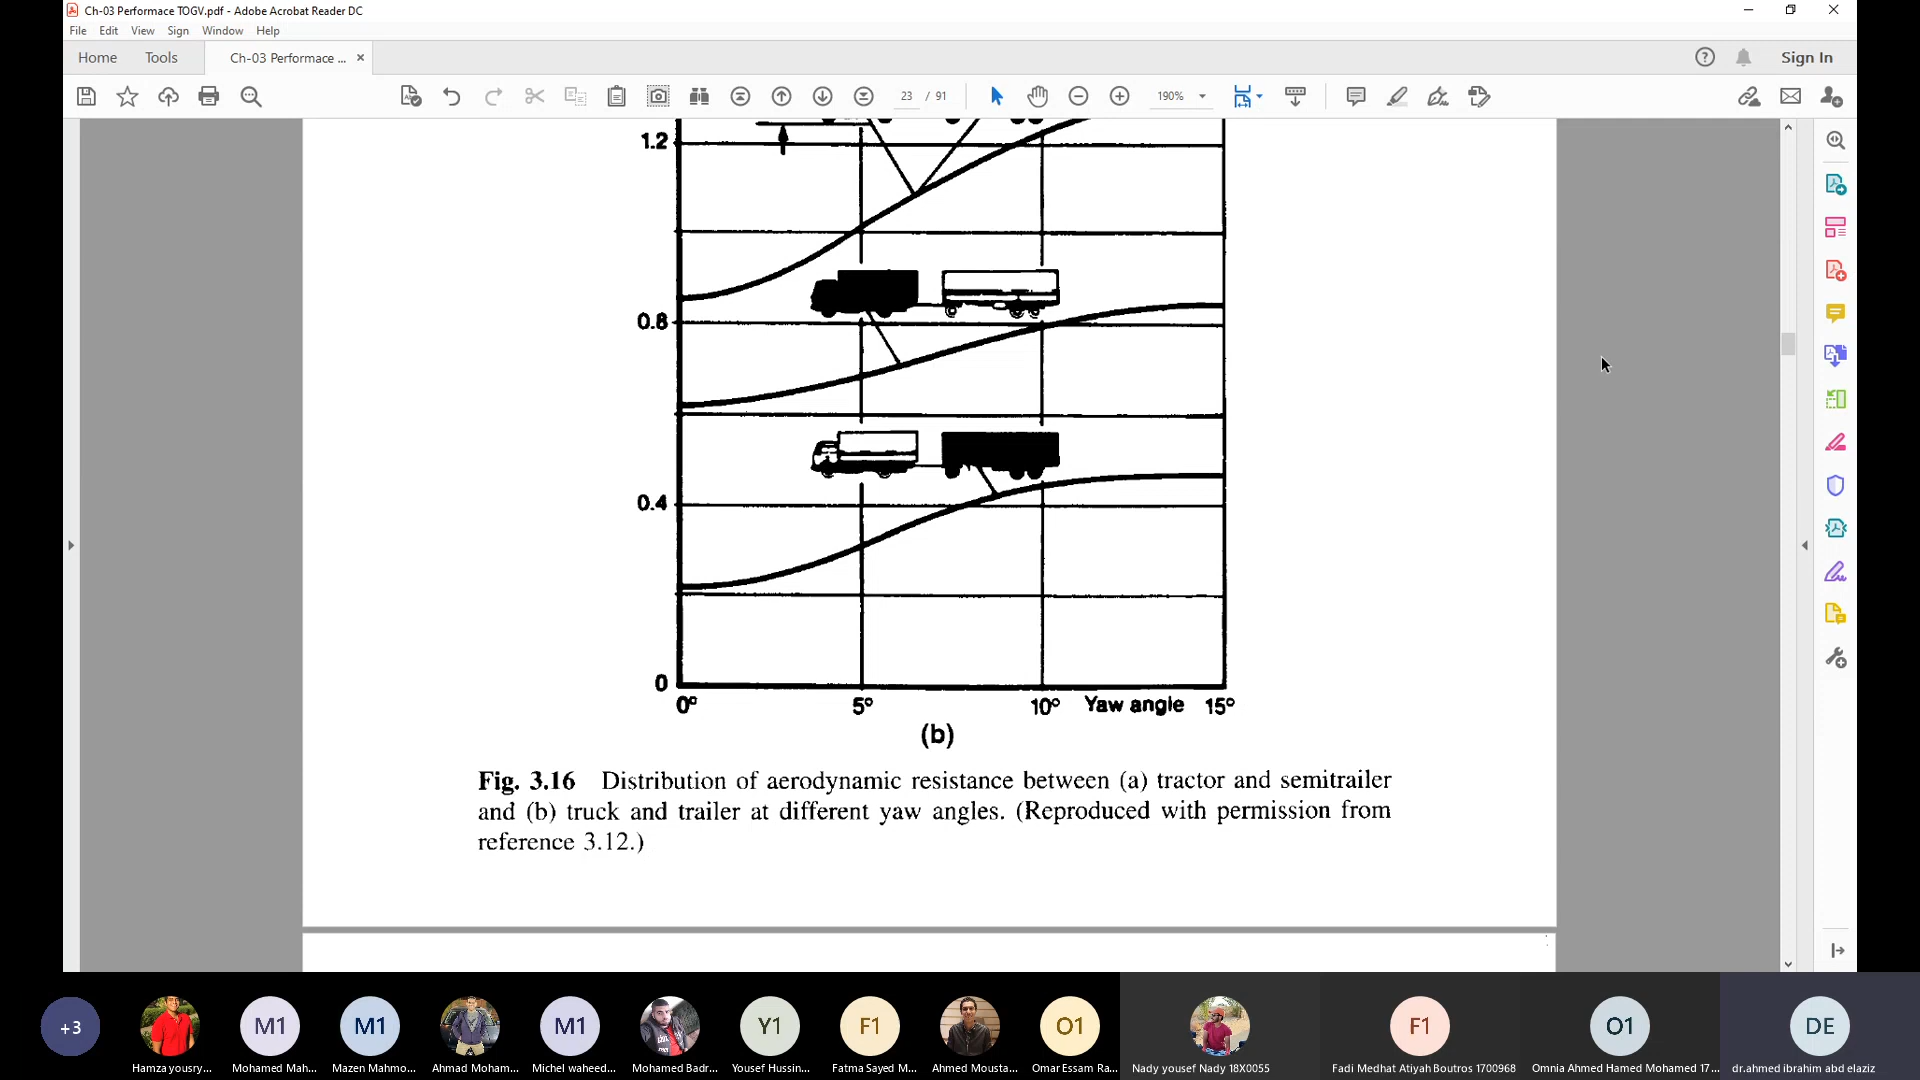 Ch-03 Performace TOGV.pdf - Adobe Acrobat Reader DC
File Edit View Sign Window Help
Home Tools Ch-03 Performace ... × Sign In
23 / 91 190%
1.2
0.8
0.4
0
0° 5° 10° Yaw angle 15°
(b)
Fig. 3.16 Distribution of aerodynamic resistance between (a) tractor and semitrailer
and (b) truck and trailer at different yaw angles. (Reproduced with permission from
reference 3.12.)
+3 M1 M1 M1 Y1 F1 O1 F1 O1 DE
Hamza yousry... Mohamed Mah... Mazen Mahmo... Ahmad Moham... Michel waheed... Mohamed Badr... Yousef Hussin... Fatma Sayed M... Ahmed Mousta... Omar Essam Ra... Nady yousef Nady 18X0055 Fadi Medhat Atiyah Boutros 1700968 Omnia Ahmed Hamed Mohamed 17... dr.ahmed ibrahim abd elaziz